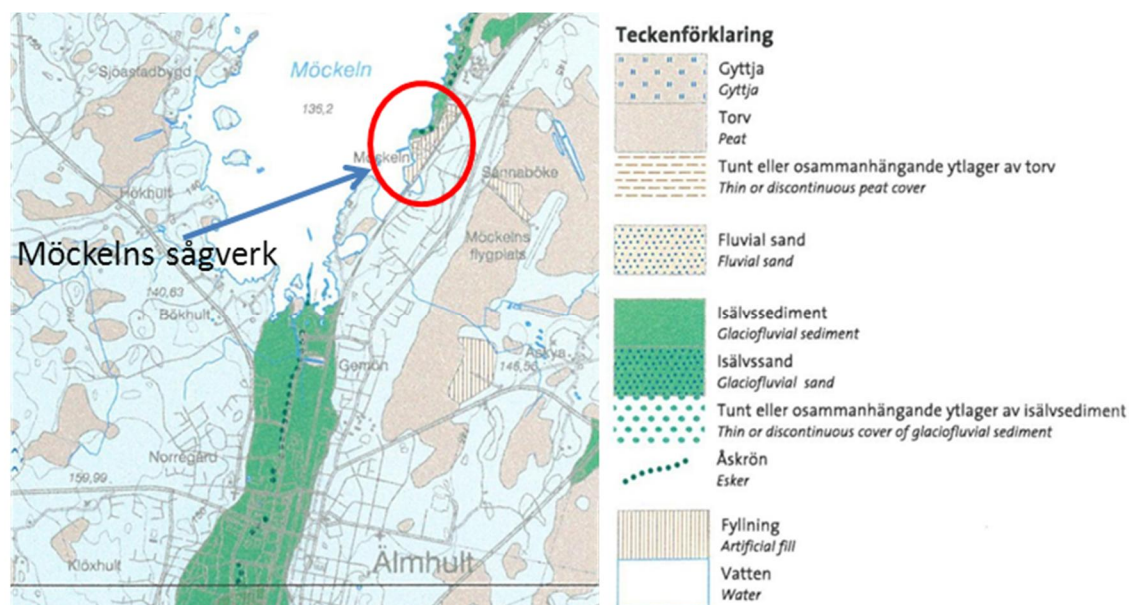 Sjöastadbygd
Möckeln
136,2
Möckeln
Sännaböke
Hökhult
140
Möckelns
flygplats
Möckelns sågverk
140,63
Bökhult
Äskya
146,56
Gemön
Norregård
159,99
Älmhult
Klöxhult
Teckenförklaring
Gyttja
Gyttja
Torv
Peat
Tunt eller osammanhängande ytlager av torv
Thin or discontinuous peat cover
Fluvial sand
Fluvial sand
Isälvssediment
Glaciofluvial sediment
Isälvssand
Glaciofluvial sand
Tunt eller osammanhängande ytlager av isälvsediment
Thin or discontinuous cover of glaciofluvial sediment
Åskrön
Esker
Fyllning
Artificial fill
Vatten
Water